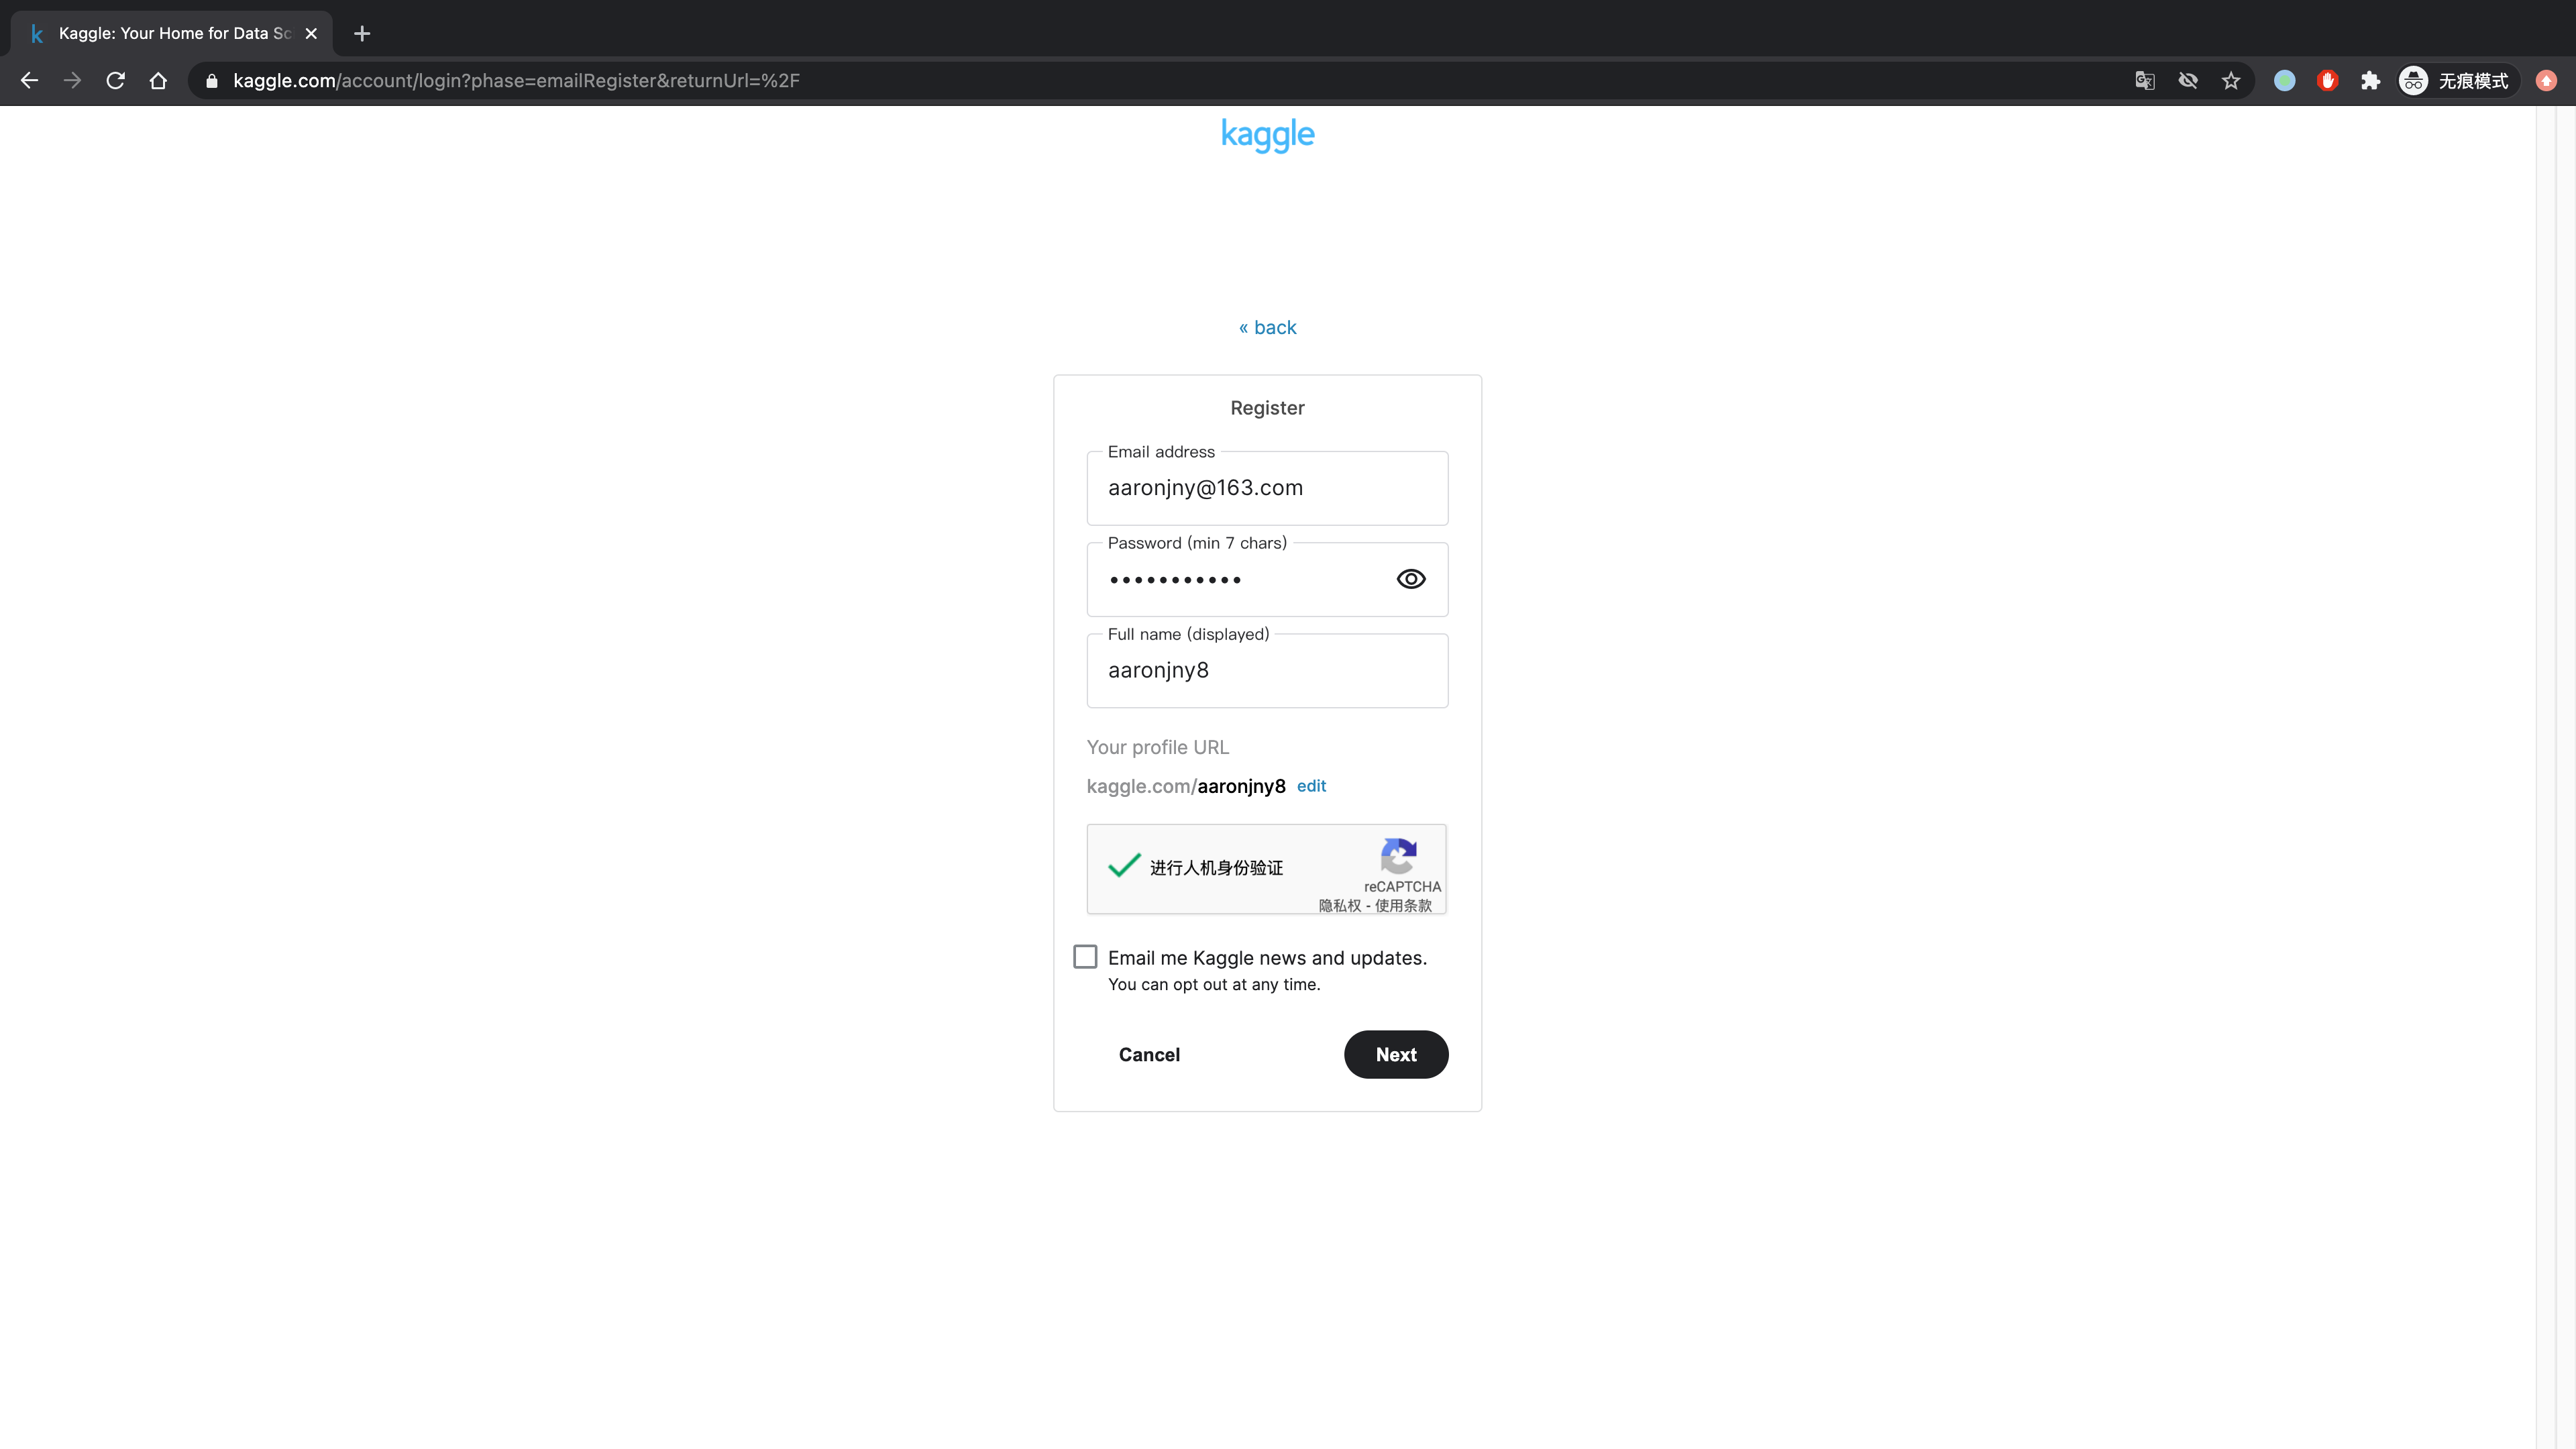 Kaggle: Your Home for Data Sc
kaggle.com/account/login?phase=emailRegister&returnUrl=%2F
无痕模式
kaggle
« back
Register
Email address
aaronjny@163.com
Password (min 7 chars)
•••••••••••
Full name (displayed)
aaronjny8
Your profile URL
kaggle.com/aaronjny8 edit
进行人机身份验证
reCAPTCHA
隐私权 - 使用条款
Email me Kaggle news and updates.
You can opt out at any time.
Cancel
Next